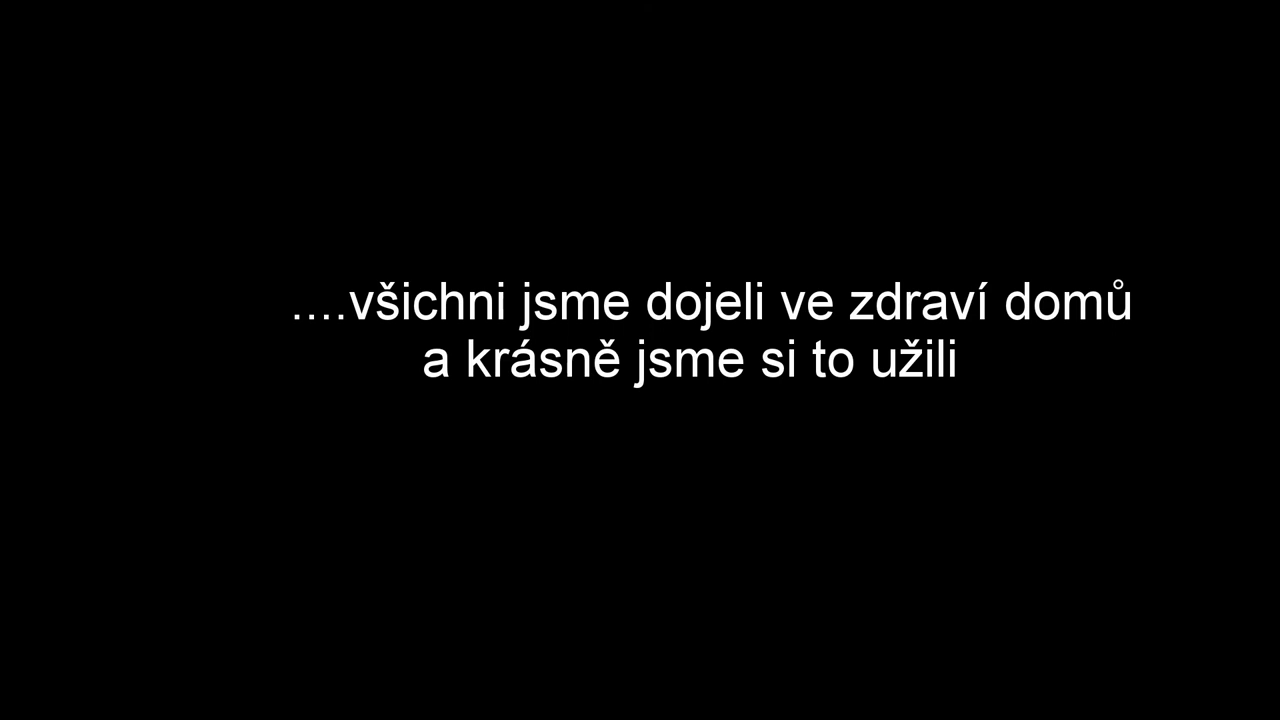 ....všichni jsme dojeli ve zdraví domů
a krásně jsme si to užili